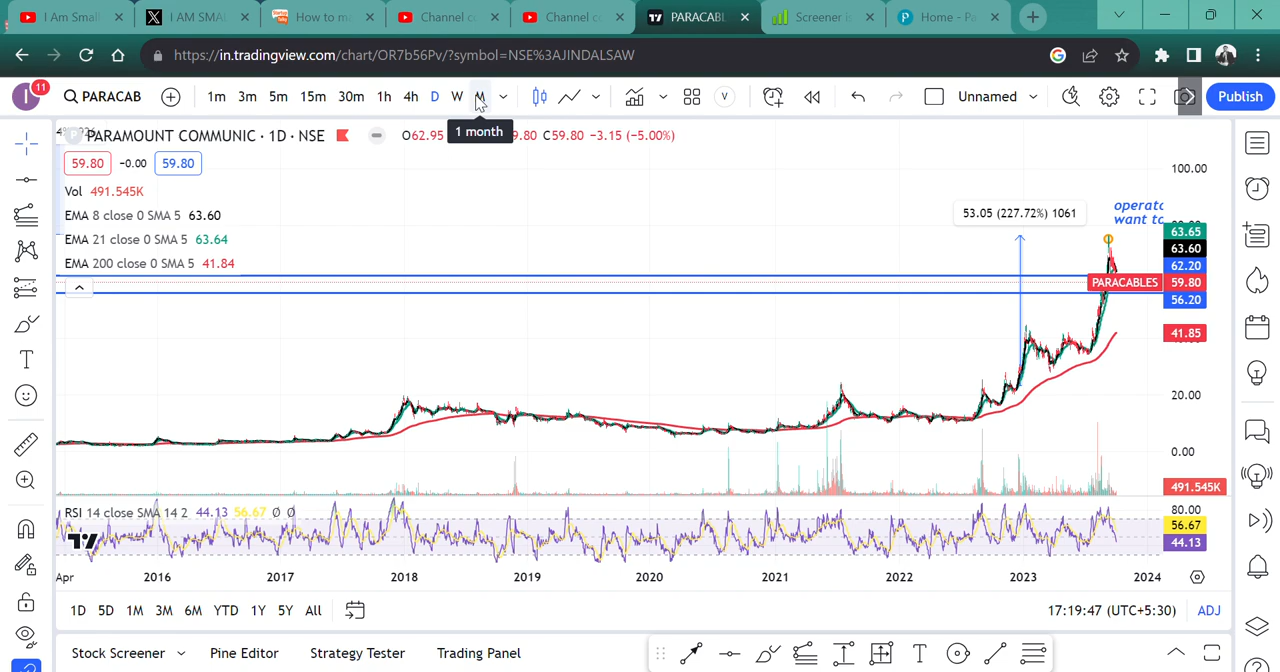 I Am Small
I AM SMAL
How to ma
Channel c
Channel c
PARACABL
Screener is
Home - Pa
https://in.tradingview.com/chart/OR7b56Pv/?symbol=NSE%3AJINDALSAW
I 11
PARACAB
1m 3m 5m 15m 30m 1h 4h D W M
V
Unnamed
Publish
1 month
PARAMOUNT COMMUNIC · 1D · NSE
O62.95
9.80 C59.80 −3.15 (−5.00%)
59.80 −0.00 59.80
Vol 491.545K
EMA 8 close 0 SMA 5 63.60
EMA 21 close 0 SMA 5 63.64
EMA 200 close 0 SMA 5 41.84
53.05 (227.72%) 1061
operato
want to
100.00
63.65
63.60
62.20
PARACABLES 59.80
56.20
41.85
20.00
0.00
491.545K
RSI 14 close SMA 14 2 44.13 56.67 Ø Ø
80.00
56.67
44.13
Apr 2016 2017 2018 2019 2020 2021 2022 2023 2024
1D 5D 1M 3M 6M YTD 1Y 5Y All
17:19:47 (UTC+5:30) ADJ
Stock Screener Pine Editor Strategy Tester Trading Panel